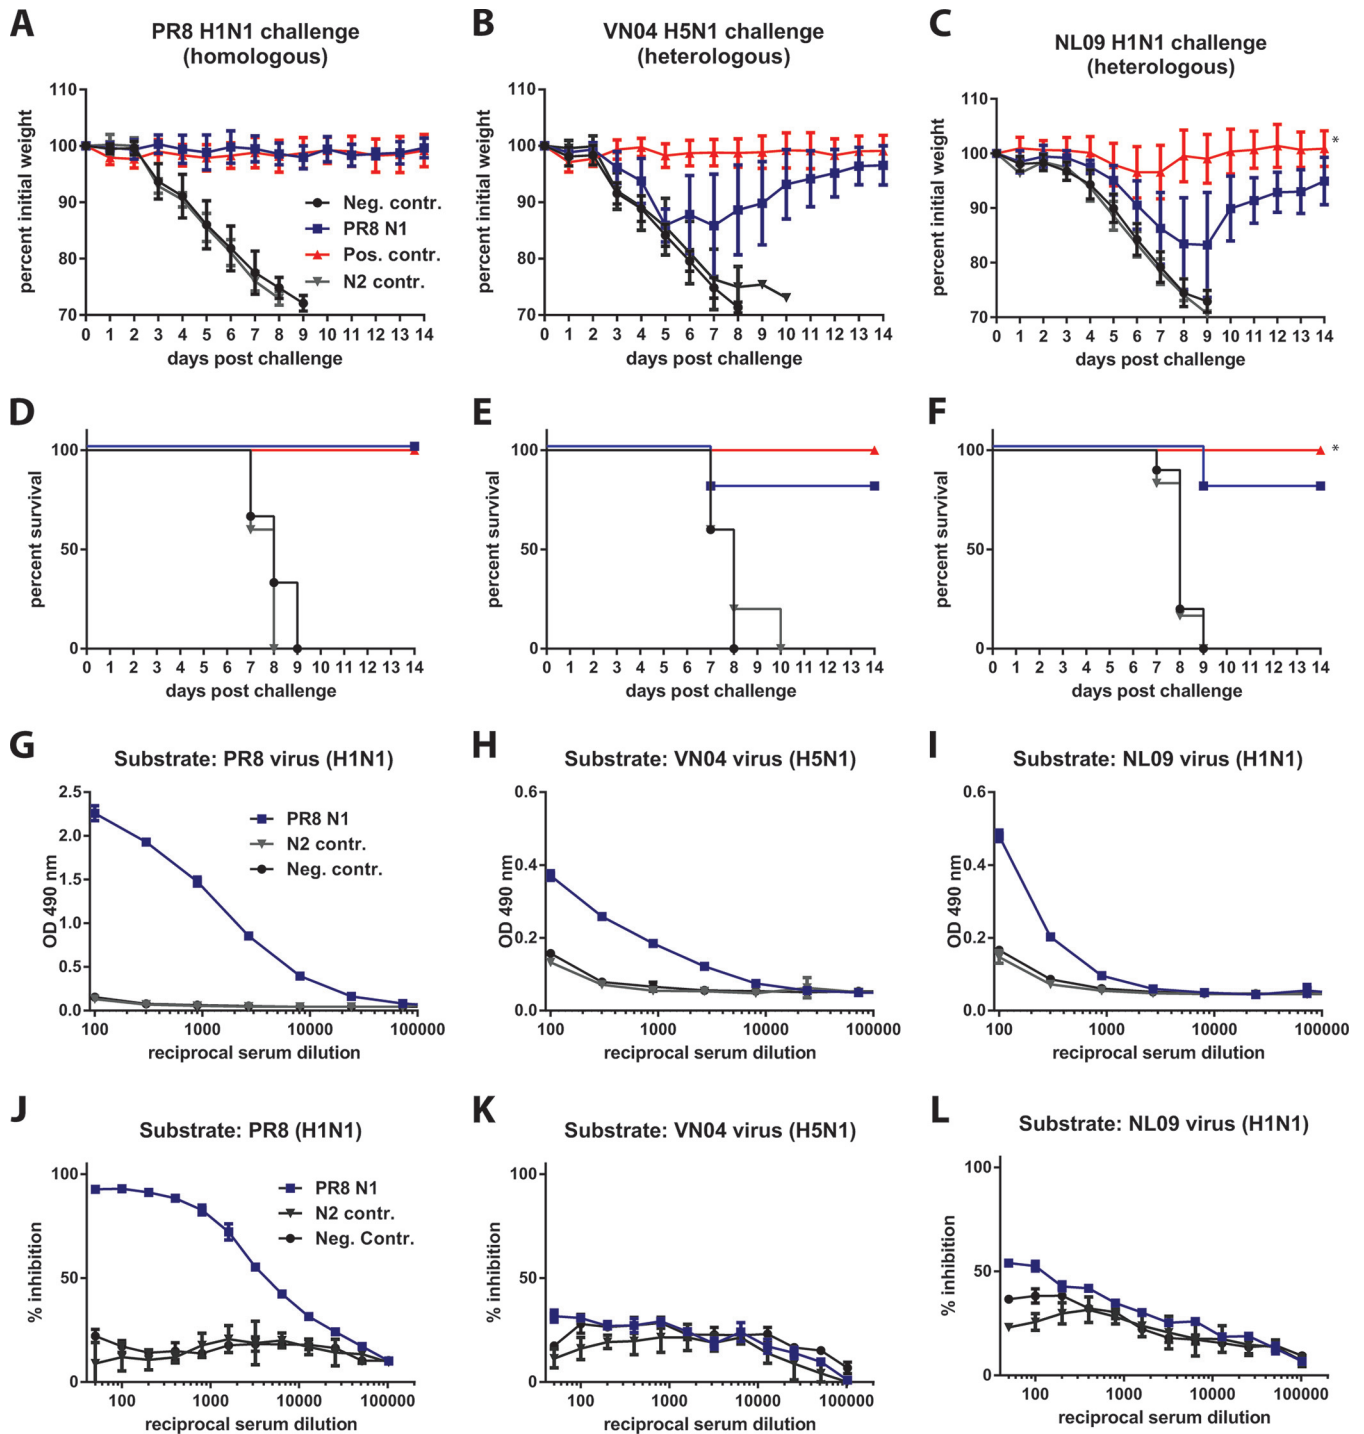 A
PR8 H1N1 challenge
(homologous)
percent initial weight
110
100
90
80
70
Neg. contr.
PR8 N1
Pos. contr.
N2 contr.
0 1 2 3 4 5 6 7 8 9 10 11 12 13 14
days post challenge
B
VN04 H5N1 challenge
(heterologous)
percent initial weight
110
100
90
80
70
0 1 2 3 4 5 6 7 8 9 10 11 12 13 14
days post challenge
C
NL09 H1N1 challenge
(heterologous)
percent initial weight
110
100
90
80
70
*
0 1 2 3 4 5 6 7 8 9 10 11 12 13 14
days post challenge
D
percent survival
100
50
0
0 1 2 3 4 5 6 7 8 9 10 11 12 13 14
days post challenge
E
percent survival
100
50
0
0 1 2 3 4 5 6 7 8 9 10 11 12 13 14
days post challenge
F
percent survival
100
50
0
*
0 1 2 3 4 5 6 7 8 9 10 11 12 13 14
days post challenge
G
Substrate: PR8 virus (H1N1)
OD 490 nm
2.5
2.0
1.5
1.0
0.5
0.0
PR8 N1
N2 contr.
Neg. contr.
100 1000 10000 100000
reciprocal serum dilution
H
Substrate: VN04 virus (H5N1)
OD 490 nm
0.6
0.4
0.2
0.0
100 1000 10000 100000
reciprocal serum dilution
I
Substrate: NL09 virus (H1N1)
OD 490 nm
0.6
0.4
0.2
0.0
100 1000 10000 100000
reciprocal serum dilution
J
Substrate: PR8 (H1N1)
% inhibition
100
50
0
PR8 N1
N2 contr.
Neg. Contr.
100 1000 10000 100000
reciprocal serum dilution
K
Substrate: VN04 virus (H5N1)
% inhibition
100
50
0
100 1000 10000 100000
reciprocal serum dilution
L
Substrate: NL09 virus (H1N1)
% inhibition
100
50
0
100 1000 10000 100000
reciprocal serum dilution